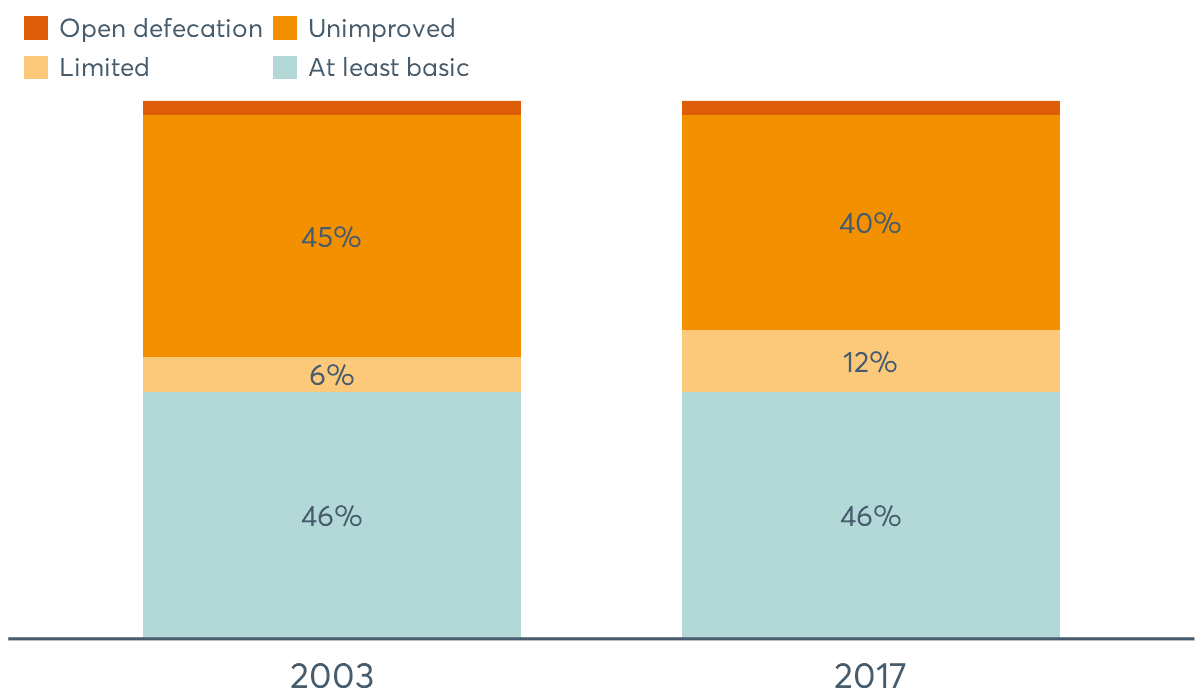 Open defecation Unimproved
Limited At least basic
45% 40%
6% 12%
46% 46%
2003 2017